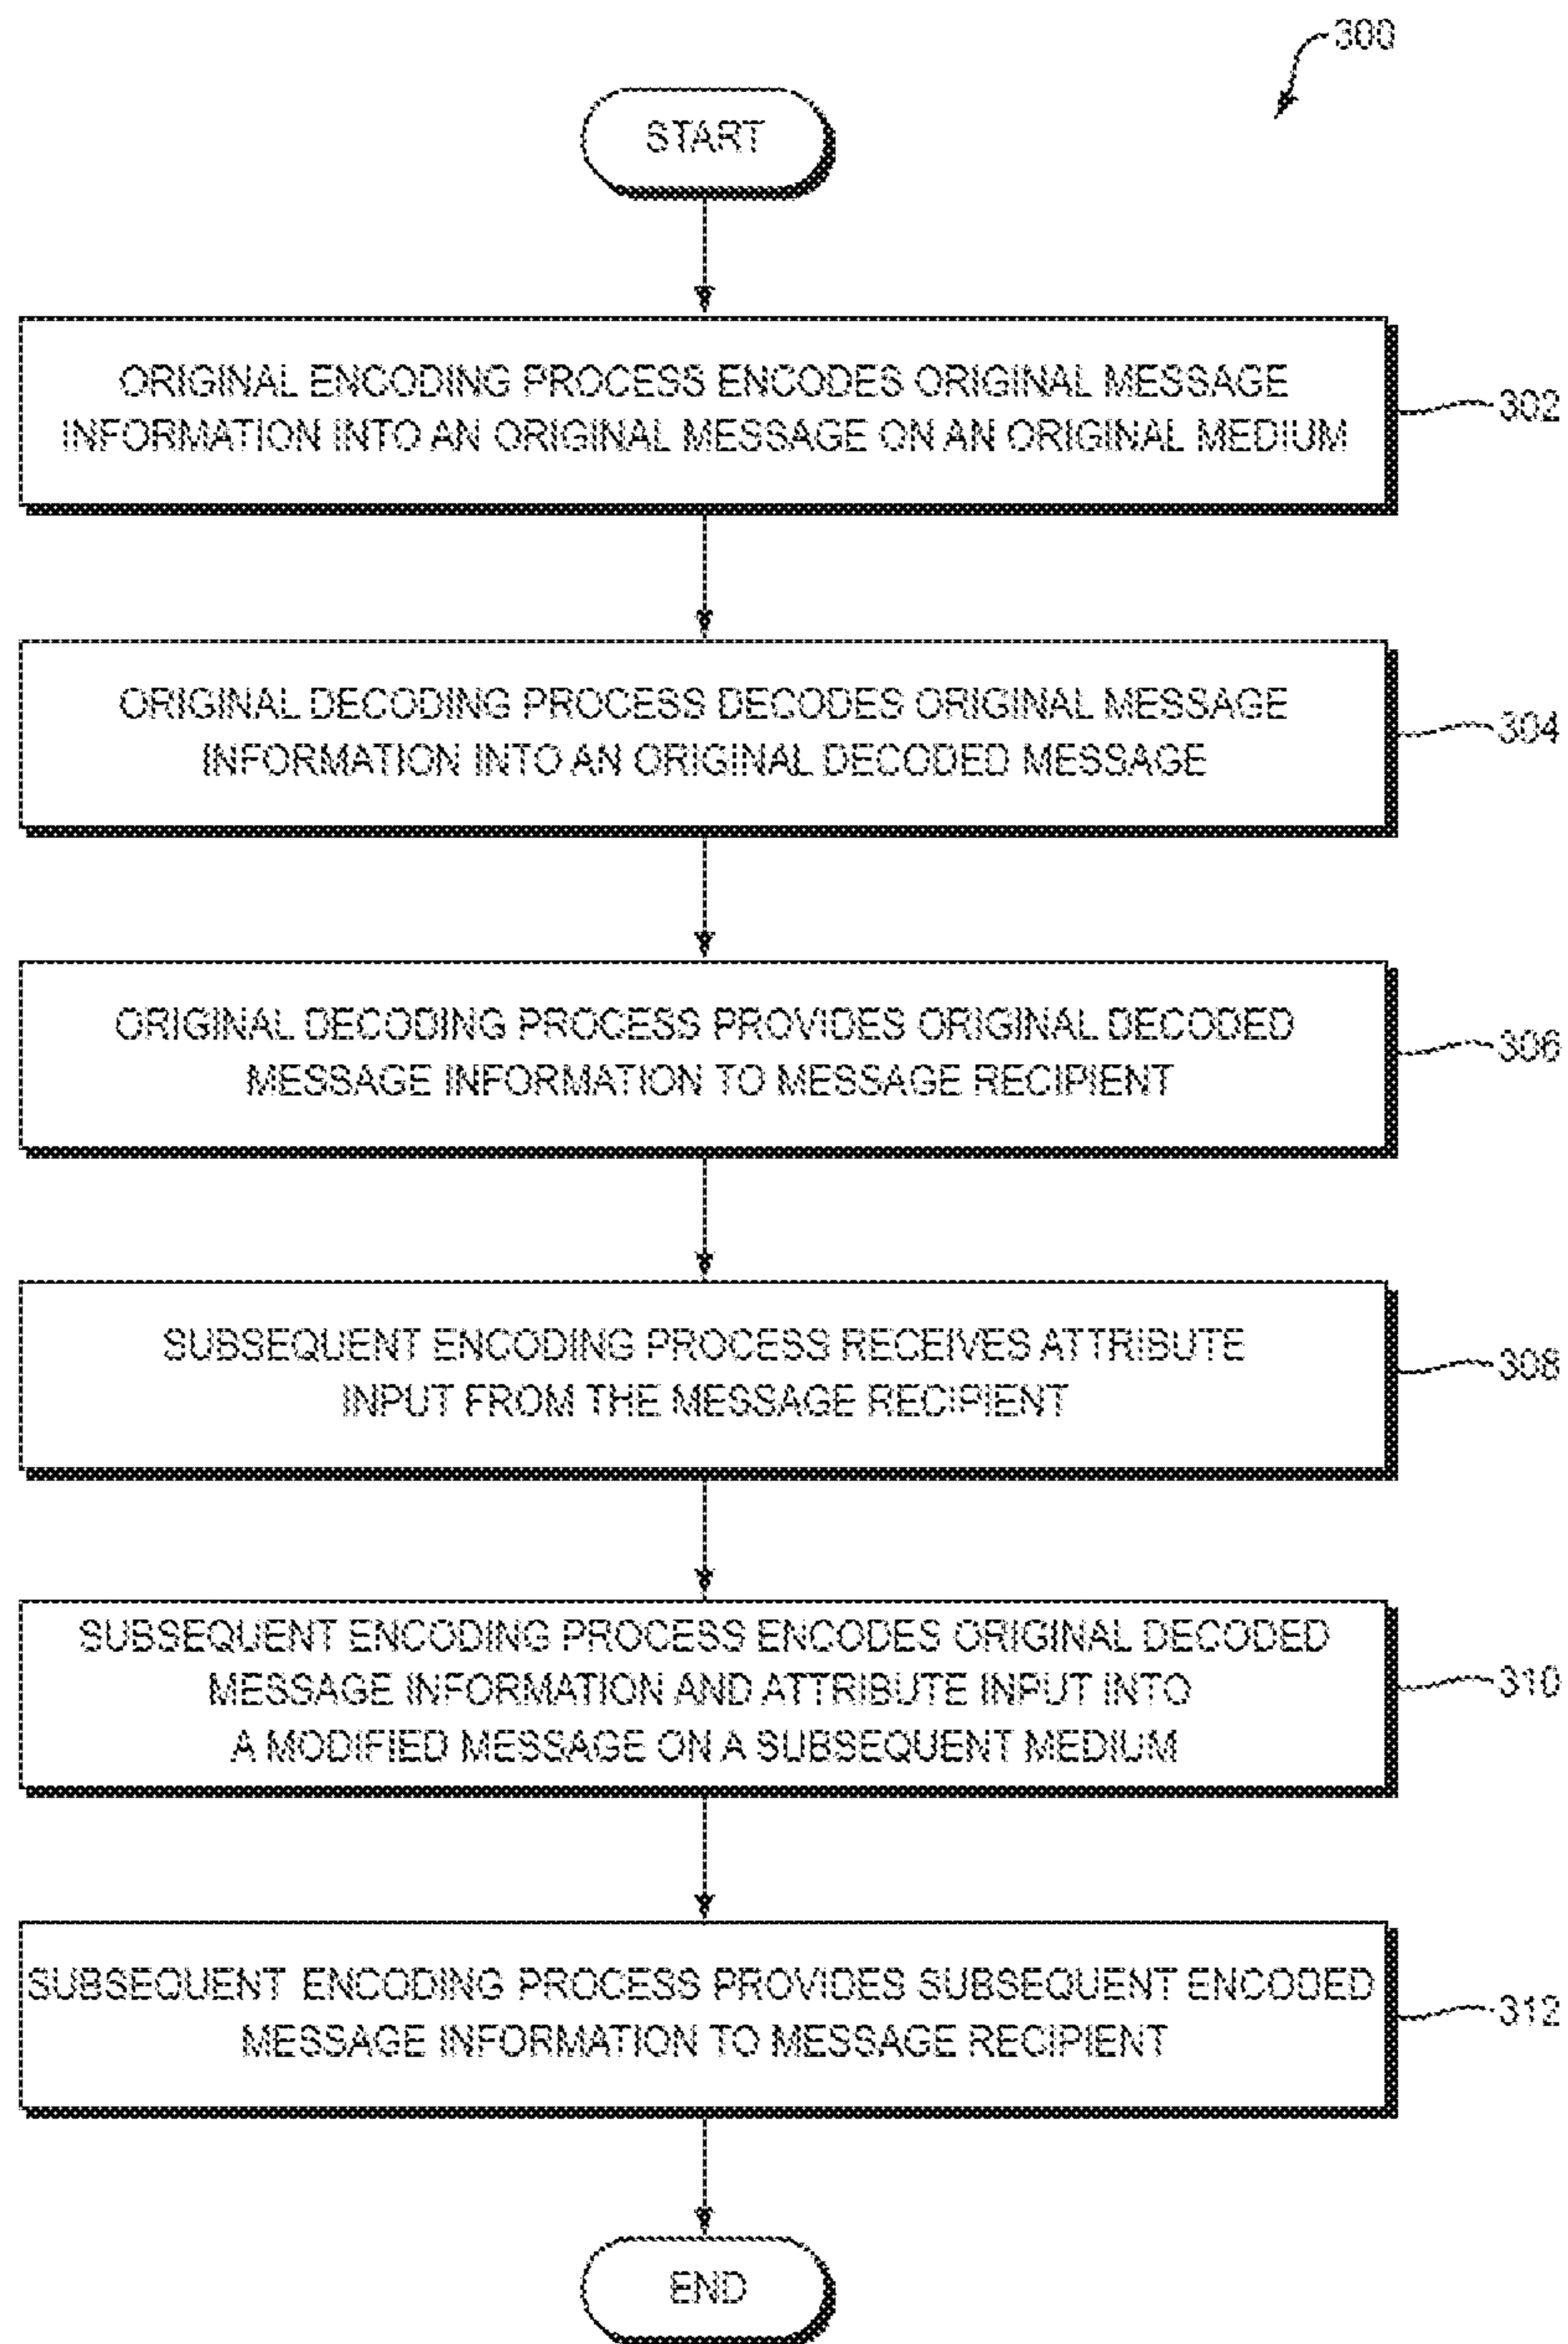 300
START
ORIGINAL ENCODING PROCESS ENCODES ORIGINAL MESSAGE
INFORMATION INTO AN ORIGINAL MESSAGE ON AN ORIGINAL MEDIUM
302
ORIGINAL DECODING PROCESS DECODES ORIGINAL MESSAGE
INFORMATION INTO AN ORIGINAL DECODED MESSAGE
304
ORIGINAL DECODING PROCESS PROVIDES ORIGINAL DECODED
MESSAGE INFORMATION TO MESSAGE RECIPIENT
306
SUBSEQUENT ENCODING PROCESS RECEIVES ATTRIBUTE
INPUT FROM THE MESSAGE RECIPIENT
308
SUBSEQUENT ENCODING PROCESS ENCODES ORIGINAL DECODED
MESSAGE INFORMATION AND ATTRIBUTE INPUT INTO
A MODIFIED MESSAGE ON A SUBSEQUENT MEDIUM
310
SUBSEQUENT ENCODING PROCESS PROVIDES SUBSEQUENT ENCODED
MESSAGE INFORMATION TO MESSAGE RECIPIENT
312
END